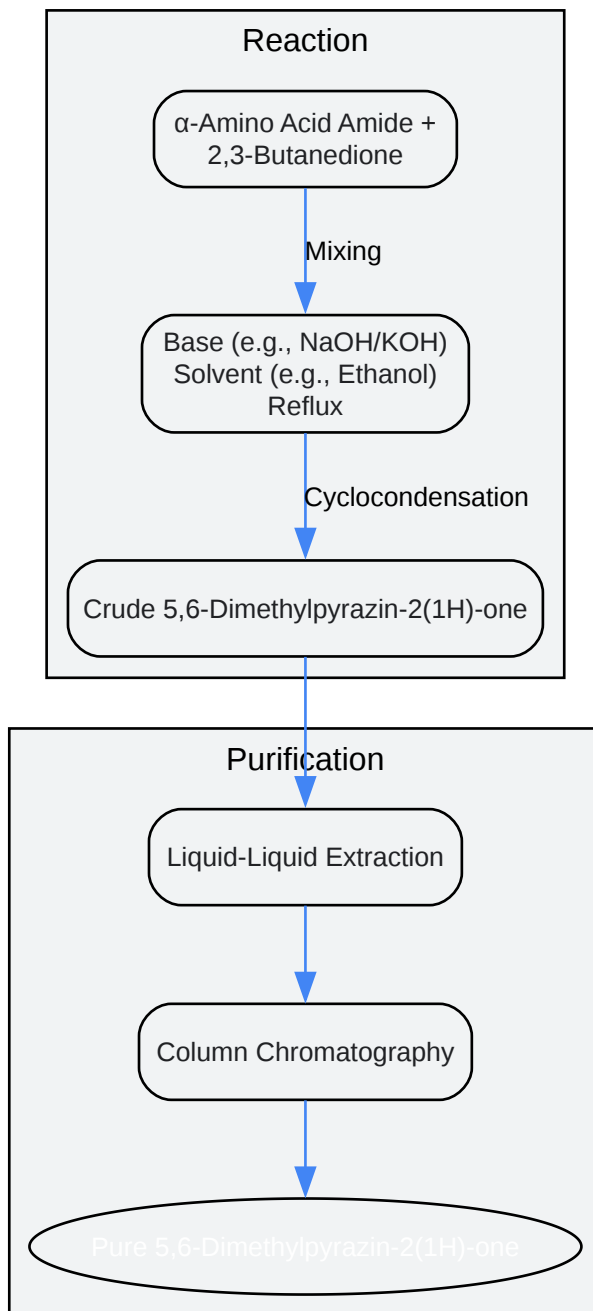 Reaction
α-Amino Acid Amide +
2,3-Butanedione
Mixing
Base (e.g., NaOH/KOH)
Solvent (e.g., Ethanol)
Reflux
Cyclocondensation
Crude 5,6-Dimethylpyrazin-2(1H)-one
Purification
Liquid-Liquid Extraction
Column Chromatography
Pure 5,6-Dimethylpyrazin-2(1H)-one